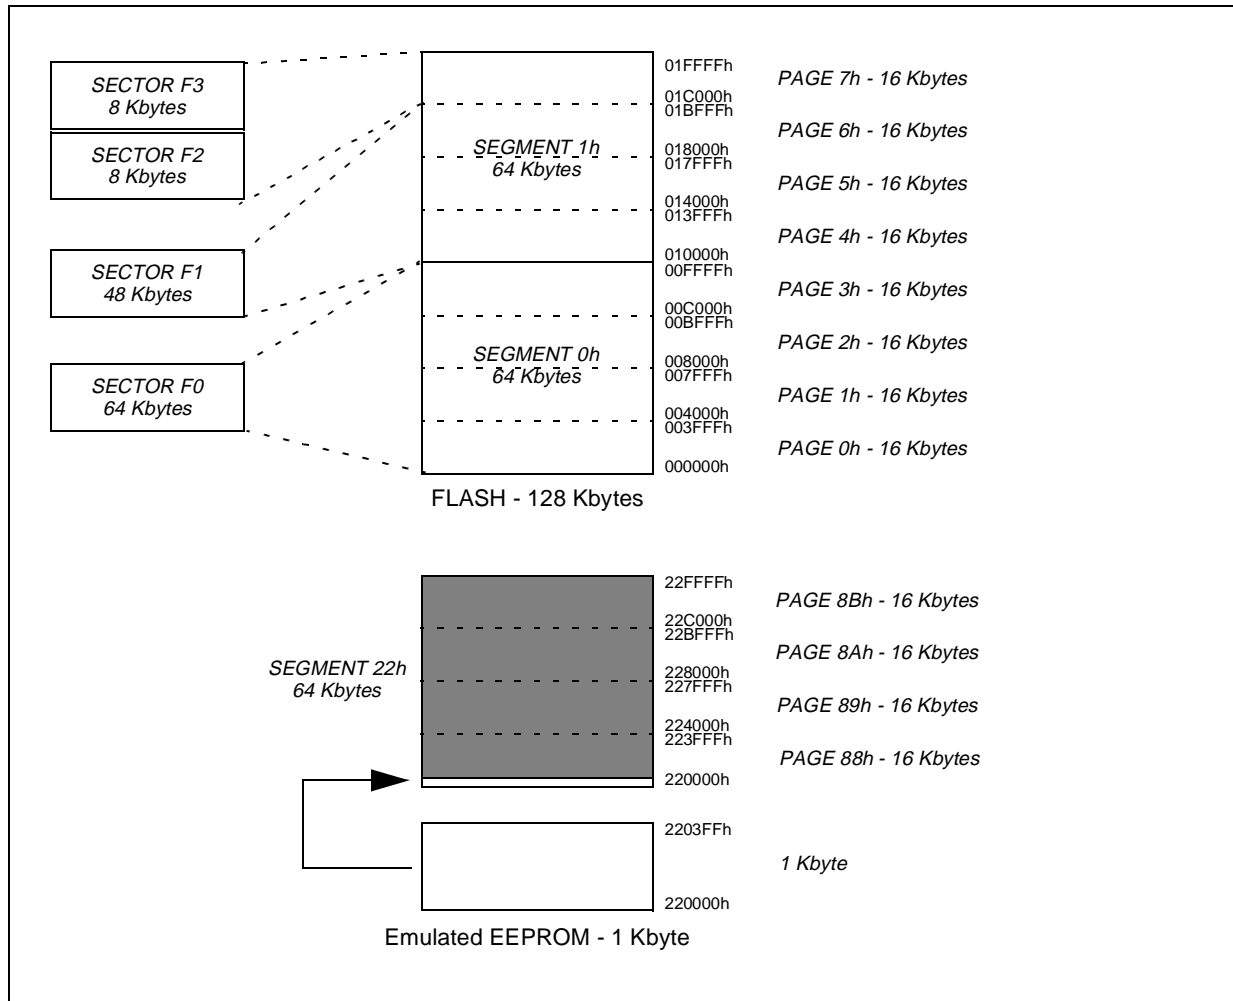 SECTOR F3
8 Kbytes
SECTOR F2
8 Kbytes
SECTOR F1
48 Kbytes
SECTOR F0
64 Kbytes
SEGMENT 1h
64 Kbytes
SEGMENT 0h
64 Kbytes
01FFFFh
01C000h
01BFFFh
018000h
017FFFh
014000h
013FFFh
010000h
00FFFFh
00C000h
00BFFFh
008000h
007FFFh
004000h
003FFFh
000000h
PAGE 7h - 16 Kbytes
PAGE 6h - 16 Kbytes
PAGE 5h - 16 Kbytes
PAGE 4h - 16 Kbytes
PAGE 3h - 16 Kbytes
PAGE 2h - 16 Kbytes
PAGE 1h - 16 Kbytes
PAGE 0h - 16 Kbytes
FLASH - 128 Kbytes
SEGMENT 22h
64 Kbytes
22FFFFh
22C000h
22BFFFh
228000h
227FFFh
224000h
223FFFh
220000h
PAGE 8Bh - 16 Kbytes
PAGE 8Ah - 16 Kbytes
PAGE 89h - 16 Kbytes
PAGE 88h - 16 Kbytes
2203FFh
1 Kbyte
220000h
Emulated EEPROM - 1 Kbyte